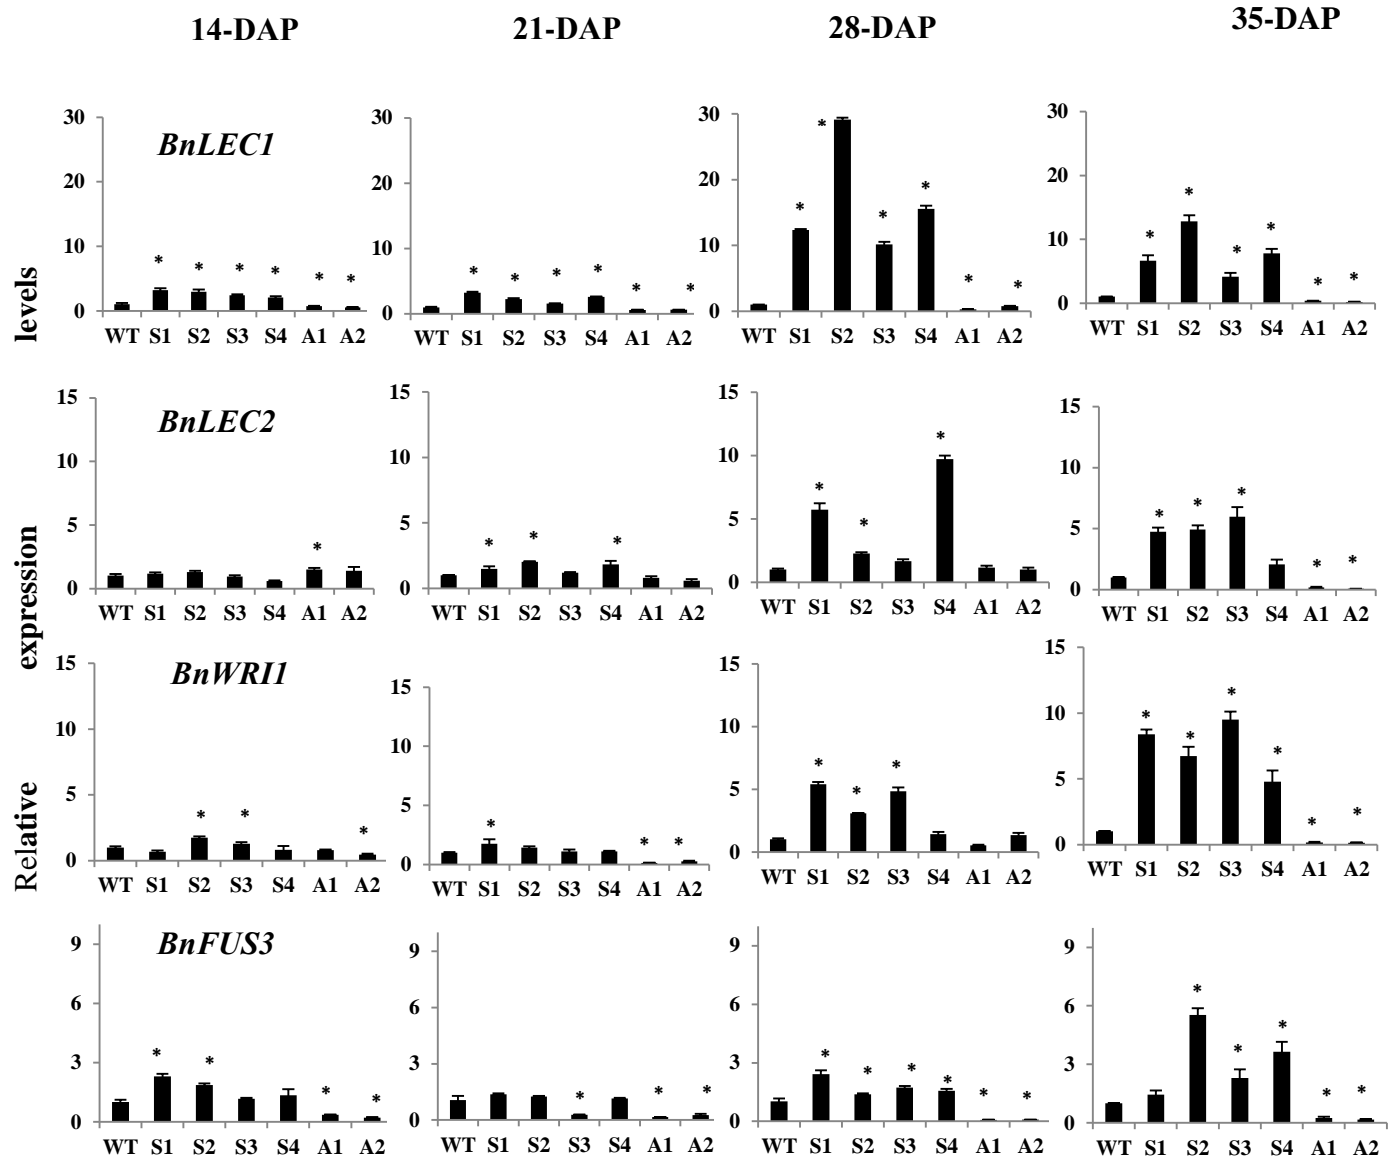 14-DAP 21-DAP 28-DAP 35-DAP
Relative expression levels
BnLEC1
30
20
10
0
* * * * * *
WT S1 S2 S3 S4 A1 A2
30
20
10
0
* * * * * *
WT S1 S2 S3 S4 A1 A2
30
20
10
0
* * * * * *
WT S1 S2 S3 S4 A1 A2
30
20
10
0
* * * * * *
WT S1 S2 S3 S4 A1 A2
BnLEC2
15
10
5
0
*
WT S1 S2 S3 S4 A1 A2
15
10
5
0
* * *
WT S1 S2 S3 S4 A1 A2
15
10
5
0
* * *
WT S1 S2 S3 S4 A1 A2
15
10
5
0
* * * * *
WT S1 S2 S3 S4 A1 A2
BnWRI1
15
10
5
0
* * *
WT S1 S2 S3 S4 A1 A2
15
10
5
0
* * *
WT S1 S2 S3 S4 A1 A2
15
10
5
0
* * *
WT S1 S2 S3 S4 A1 A2
15
10
5
0
* * * * * *
WT S1 S2 S3 S4 A1 A2
BnFUS3
9
6
3
0
* * * *
WT S1 S2 S3 S4 A1 A2
9
6
3
0
* * *
WT S1 S2 S3 S4 A1 A2
9
6
3
0
* * * * * *
WT S1 S2 S3 S4 A1 A2
9
6
3
0
* * * * *
WT S1 S2 S3 S4 A1 A2